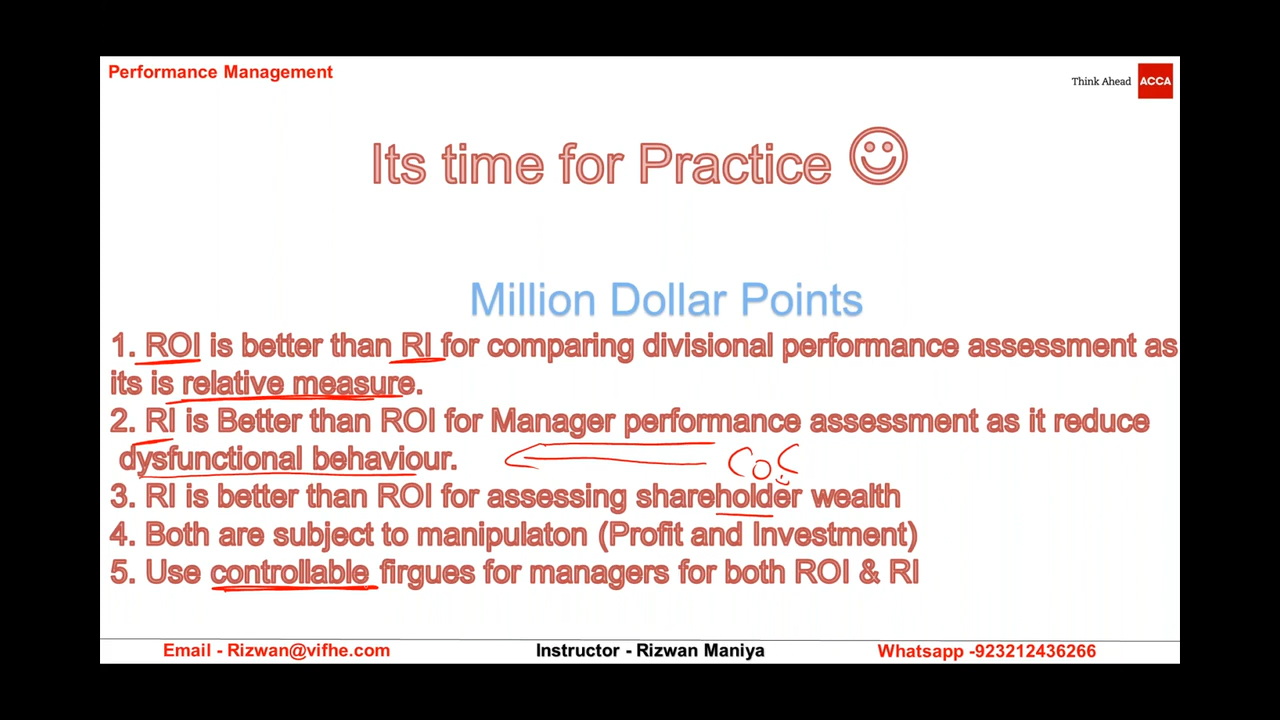 Performance Management
Think Ahead ACCA
Its time for Practice
Million Dollar Points
1. ROI is better than RI for comparing divisional performance assessment as
its is relative measure.
2. RI is Better than ROI for Manager performance assessment as it reduce
dysfunctional behaviour.
COC
3. RI is better than ROI for assessing shareholder wealth
4. Both are subject to manipulaton (Profit and Investment)
5. Use controllable firgues for managers for both ROI & RI
Email - Rizwan@vifhe.com Instructor - Rizwan Maniya Whatsapp -923212436266